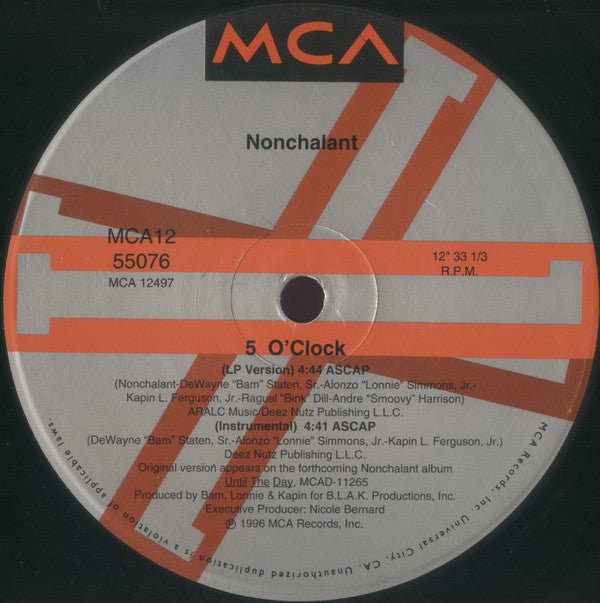 MCA
Nonchalant
MCA12
55076
MCA 12497
12" 33 1/3
R.P.M.
5 O'Clock
(LP Version) 4:44 ASCAP
(Nonchalant-DeWayne "Bam" Staten, Sr.-Alonzo "Lonnie" Simmons, Jr.-
Kapin L. Ferguson, Jr.-Raguel "Bink" Dill-Andre "Smoovy" Harrison)
ARALC Music/Deez Nutz Publishing L.L.C.
(Instrumental) 4:41 ASCAP
(DeWayne "Bam" Staten, Sr.-Alonzo "Lonnie" Simmons, Jr.-Kapin L. Ferguson, Jr.)
Deez Nutz Publishing L.L.C.
Original version appears on the forthcoming Nonchalant album
Until The Day, MCAD-11265
Produced by Bam, Lonnie & Kapin for B.L.A.K. Productions, Inc.
Executive Producer: Nicole Bernard
℗ 1996 MCA Records, Inc.
MCA Records, Inc. Universal City, CA. Unauthorized duplication is a violation of applicable laws.